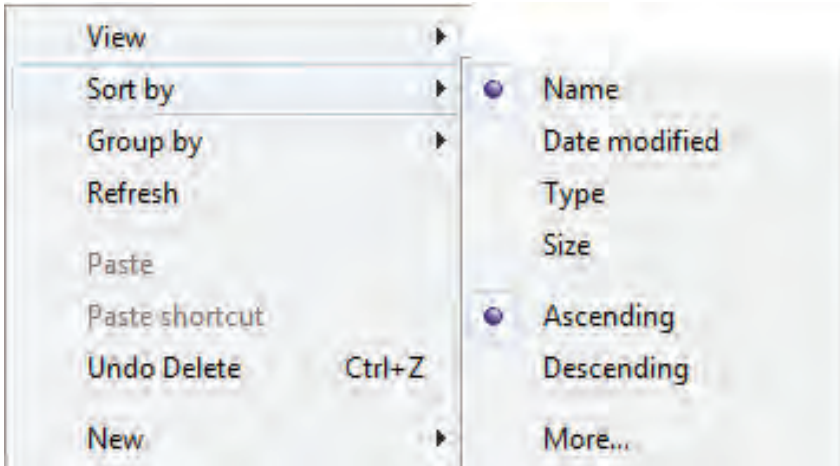 View
Sort by
Group by
Refresh
Paste
Paste shortcut
Undo Delete Ctrl+Z
New
Name
Date modified
Type
Size
Ascending
Descending
More...